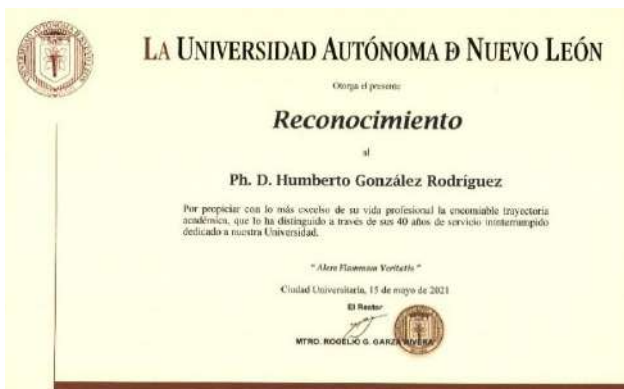 LA UNIVERSIDAD AUTÓNOMA DE NUEVO LEÓN
Otorga el presente
Reconocimiento
al
Ph. D. Humberto González Rodríguez
Por propiciar con lo más excelso de su vida profesional la encomiable trayectoria
académica, que lo ha distinguido a través de sus 40 años de servicio ininterrumpido
dedicado a nuestra Universidad.
" Alere Flammam Veritatis "
Ciudad Universitaria, 15 de mayo de 2021
El Rector
MTRO. ROGELIO G. GARZA RIVERA